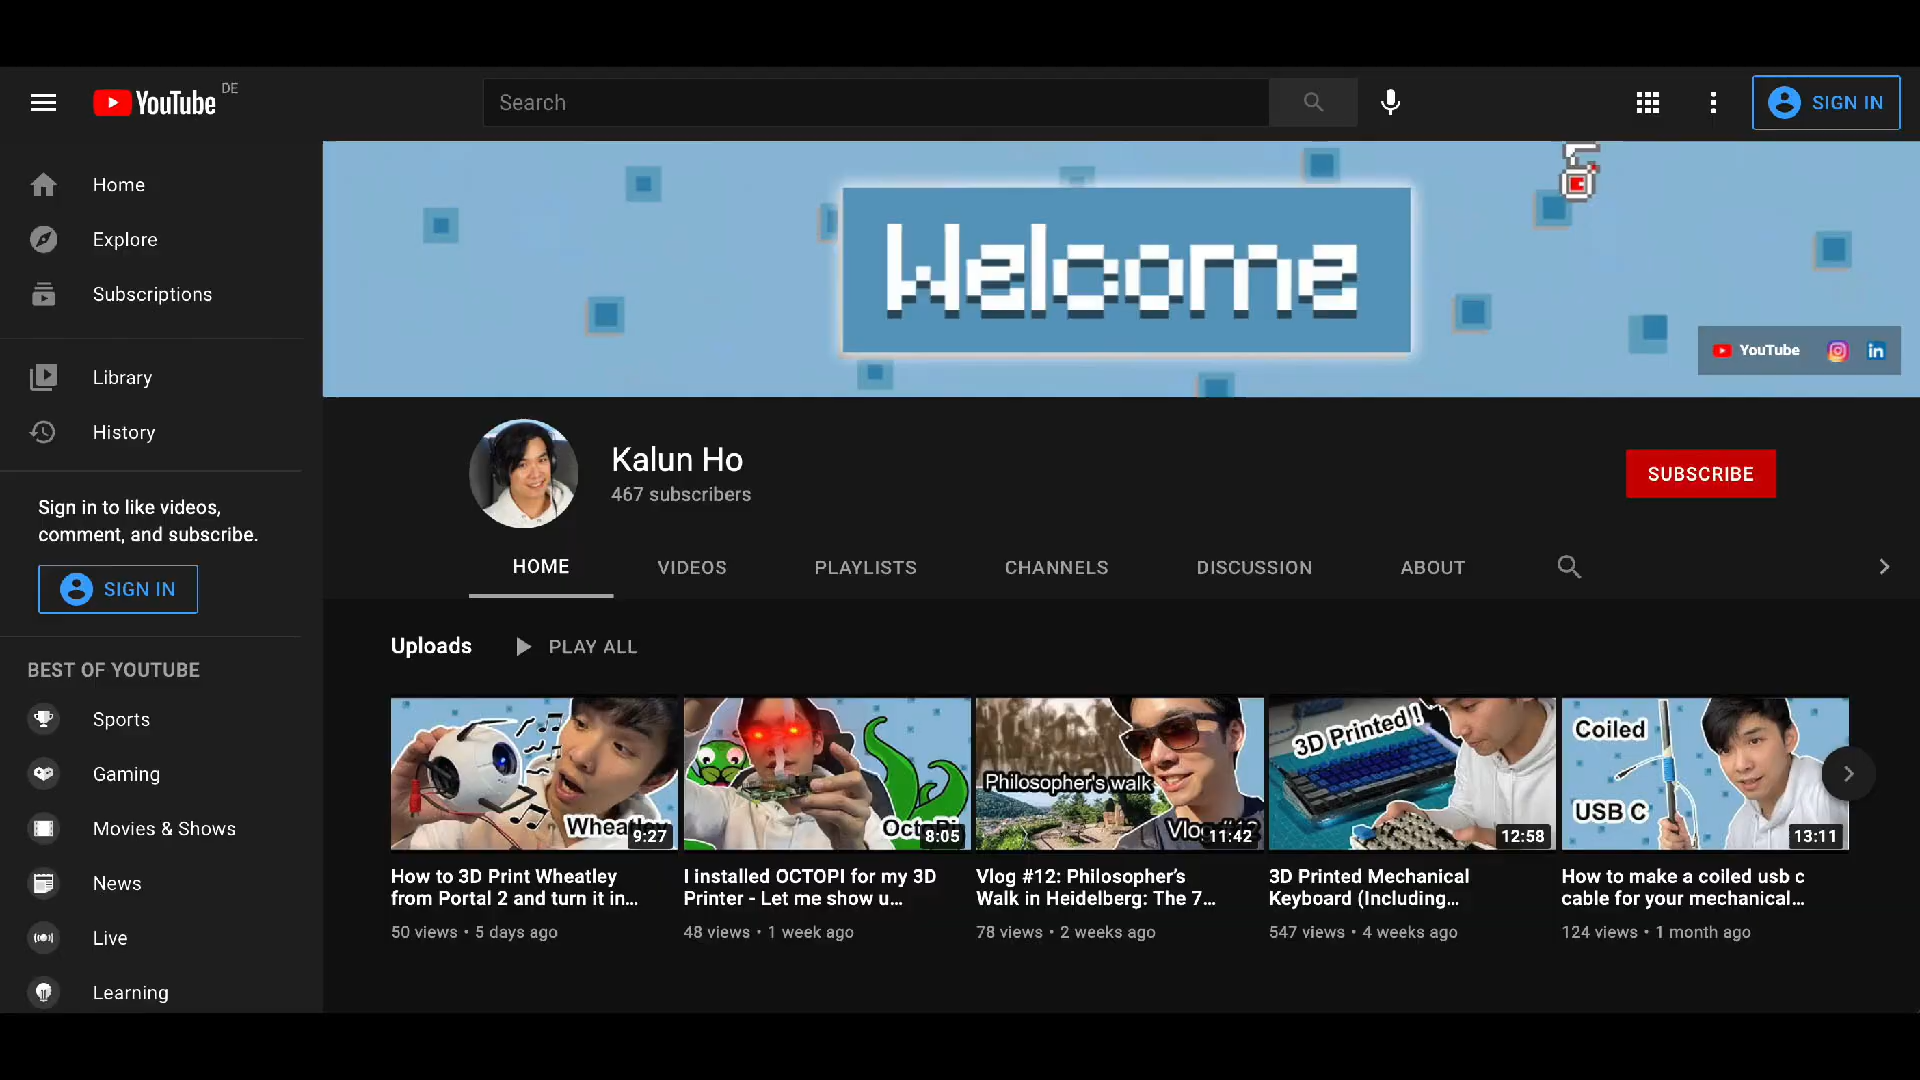 YouTube DE
Search
SIGN IN
Home
Explore
Subscriptions
Library
History
Sign in to like videos,
comment, and subscribe.
SIGN IN
BEST OF YOUTUBE
Sports
Gaming
Movies & Shows
News
Live
Learning
Welcome
YouTube
in
Kalun Ho
467 subscribers
SUBSCRIBE
HOME
VIDEOS
PLAYLISTS
CHANNELS
DISCUSSION
ABOUT
Uploads
PLAY ALL
Wheatley
9:27
How to 3D Print Wheatley
from Portal 2 and turn it in...
50 views • 5 days ago
8:05
I installed OCTOPI for my 3D
Printer - Let me show u...
48 views • 1 week ago
Philosopher's walk
11:42
Vlog #12: Philosopher's
Walk in Heidelberg: The 7...
78 views • 2 weeks ago
3D Printed !
12:58
3D Printed Mechanical
Keyboard (Including...
547 views • 4 weeks ago
Coiled
USB C
13:11
How to make a coiled usb c
cable for your mechanical...
124 views • 1 month ago